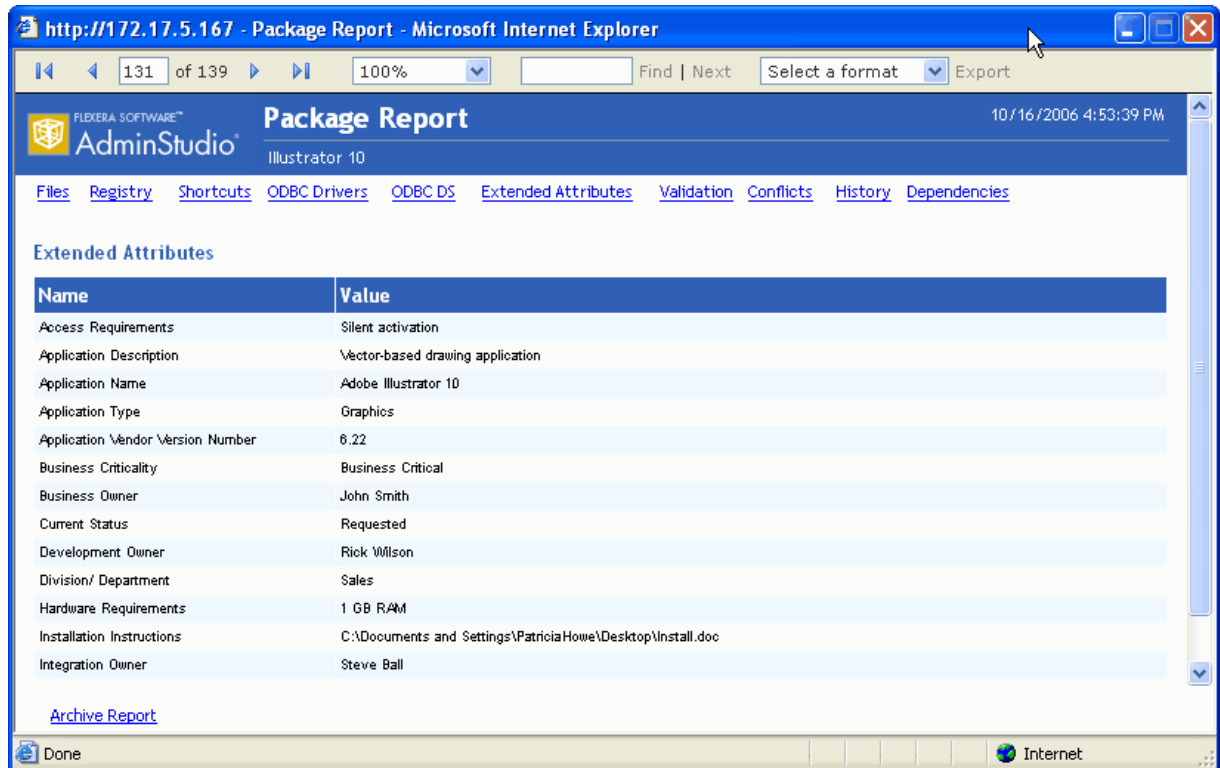 http://172.17.5.167 - Package Report - Microsoft Internet Explorer
131 of 139 100% Find | Next Select a format Export
FLEXERA SOFTWARE™
AdminStudio®
Package Report
10/16/2006 4:53:39 PM
Illustrator 10
Files Registry Shortcuts ODBC Drivers ODBC DS Extended Attributes Validation Conflicts History Dependencies
Extended Attributes
Name Value
Access Requirements Silent activation
Application Description Vector-based drawing application
Application Name Adobe Illustrator 10
Application Type Graphics
Application Vendor Version Number 6.22
Business Criticality Business Critical
Business Owner John Smith
Current Status Requested
Development Owner Rick Wilson
Division/ Department Sales
Hardware Requirements 1 GB RAM
Installation Instructions C:\Documents and Settings\PatriciaHowe\Desktop\Install.doc
Integration Owner Steve Ball
Archive Report
Done Internet